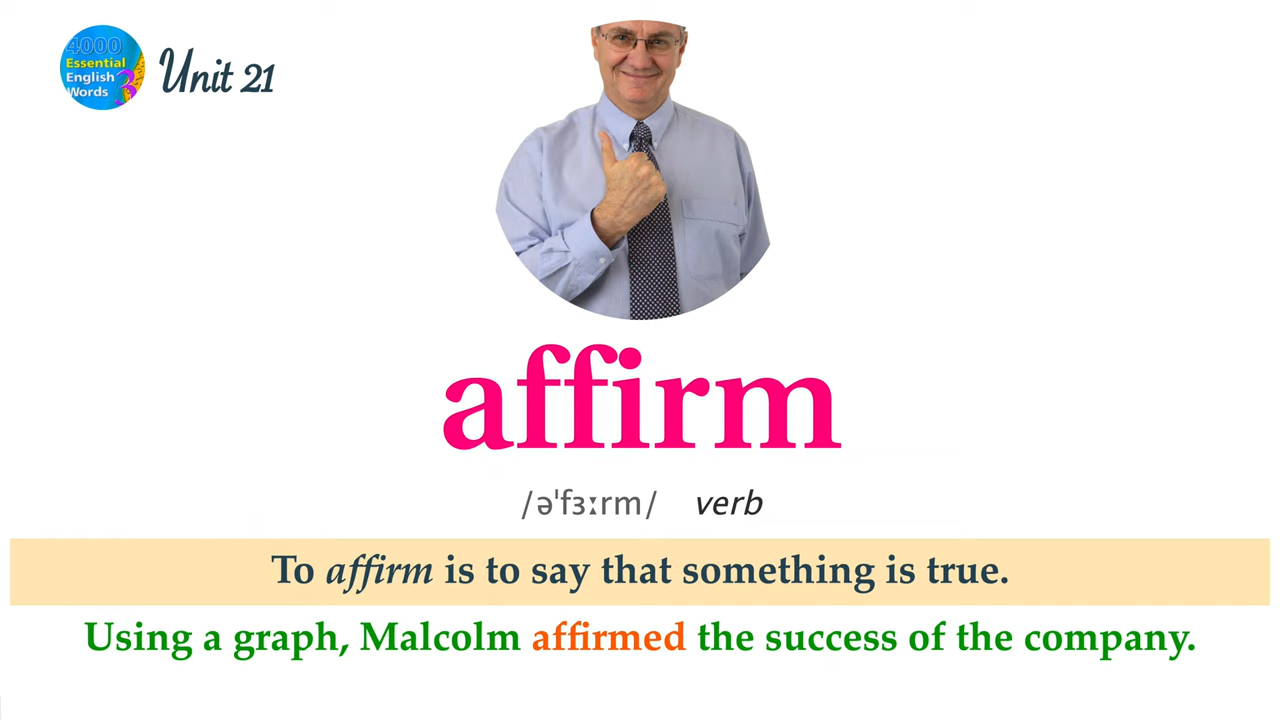 4000
Essential
English
Words 3
Unit 21
affirm
/əˈfɜːrm/ verb
To affirm is to say that something is true.
Using a graph, Malcolm affirmed the success of the company.